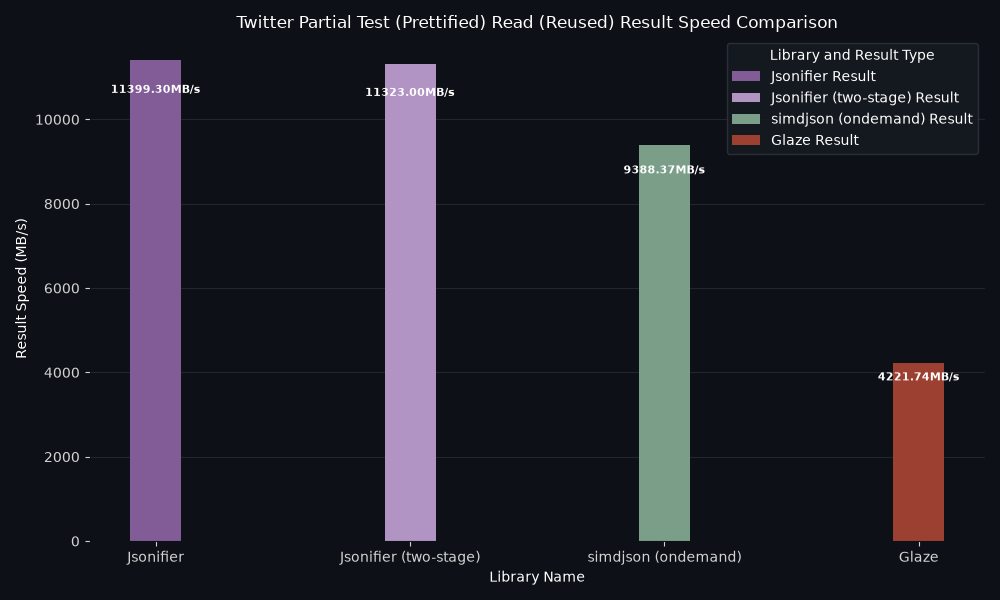 Twitter Partial Test (Prettified) Read (Reused) Result Speed Comparison
Library and Result Type
Jsonifier Result
Jsonifier (two-stage) Result
simdjson (ondemand) Result
Glaze Result
11399.30MB/s
11323.00MB/s
9388.37MB/s
4221.74MB/s
Result Speed (MB/s)
10000
8000
6000
4000
2000
0
Jsonifier
Jsonifier (two-stage)
simdjson (ondemand)
Glaze
Library Name